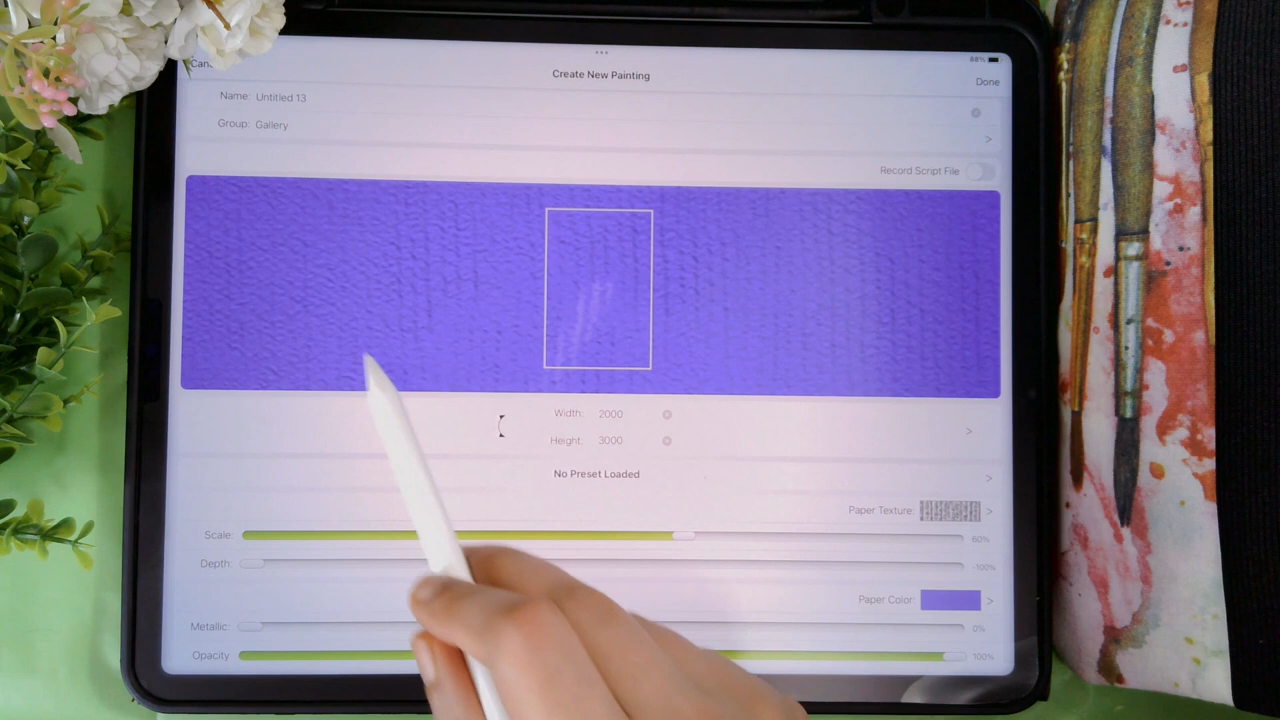 88%
Create New Painting
Done
Name: Untitled 13
Group: Gallery
Record Script File
Width: 2000
Height: 3000
No Preset Loaded
Paper Texture:
Scale: 60%
Depth: -100%
Paper Color:
Metallic: 0%
Opacity 100%